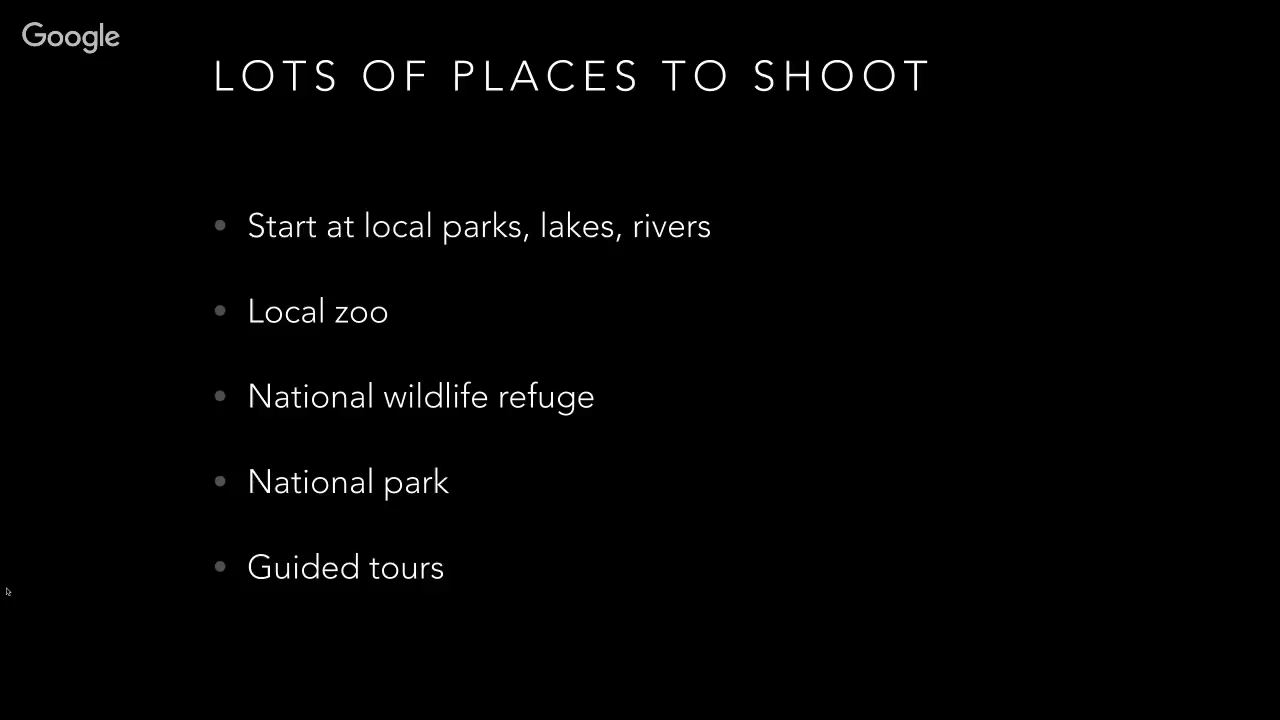 Google
LOTS OF PLACES TO SHOOT
• Start at local parks, lakes, rivers
• Local zoo
• National wildlife refuge
• National park
• Guided tours